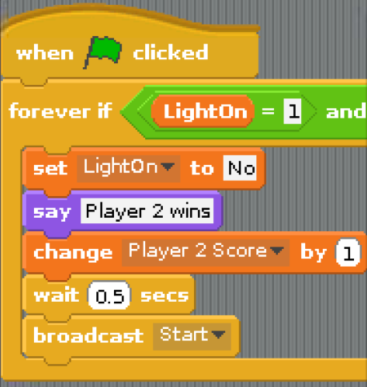 when clicked
forever if LightOn = 1 and
set LightOn to No
say Player 2 wins
change Player 2 Score by 1
wait 0.5 secs
broadcast Start